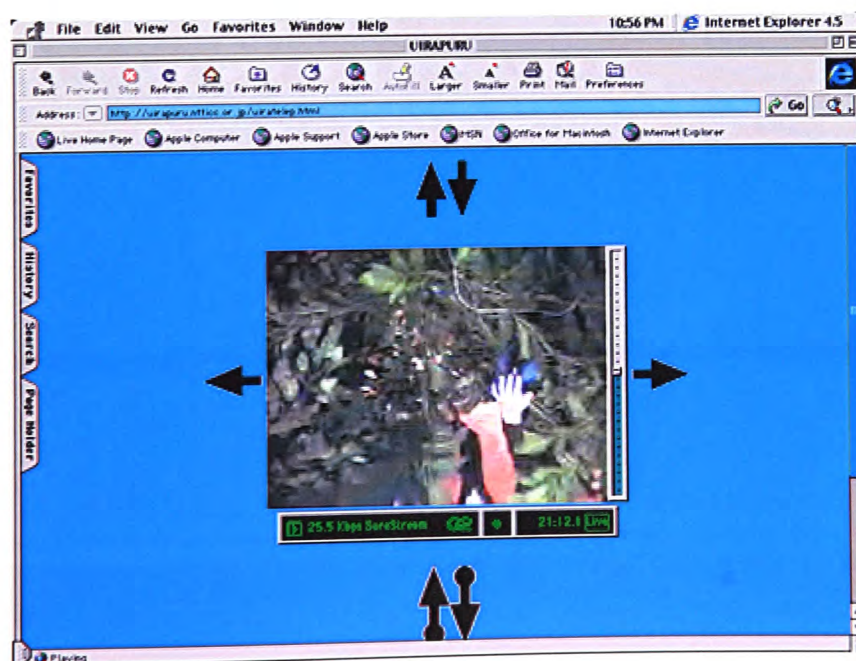 File Edit View Go Favorites Window Help 10:56 PM Internet Explorer 4.5
UIRAPURU
Back Forward Stop Refresh Home Favorites History Search AutoFill Larger Smaller Print Mail Preferences
Address: Go
Live Home Page Apple Computer Apple Support Apple Store MSN Office for Macintosh Internet Explorer
Favorites
History
Search
Page Holder
25.5 Kbps SureStream 21:12.1 Live
Playing